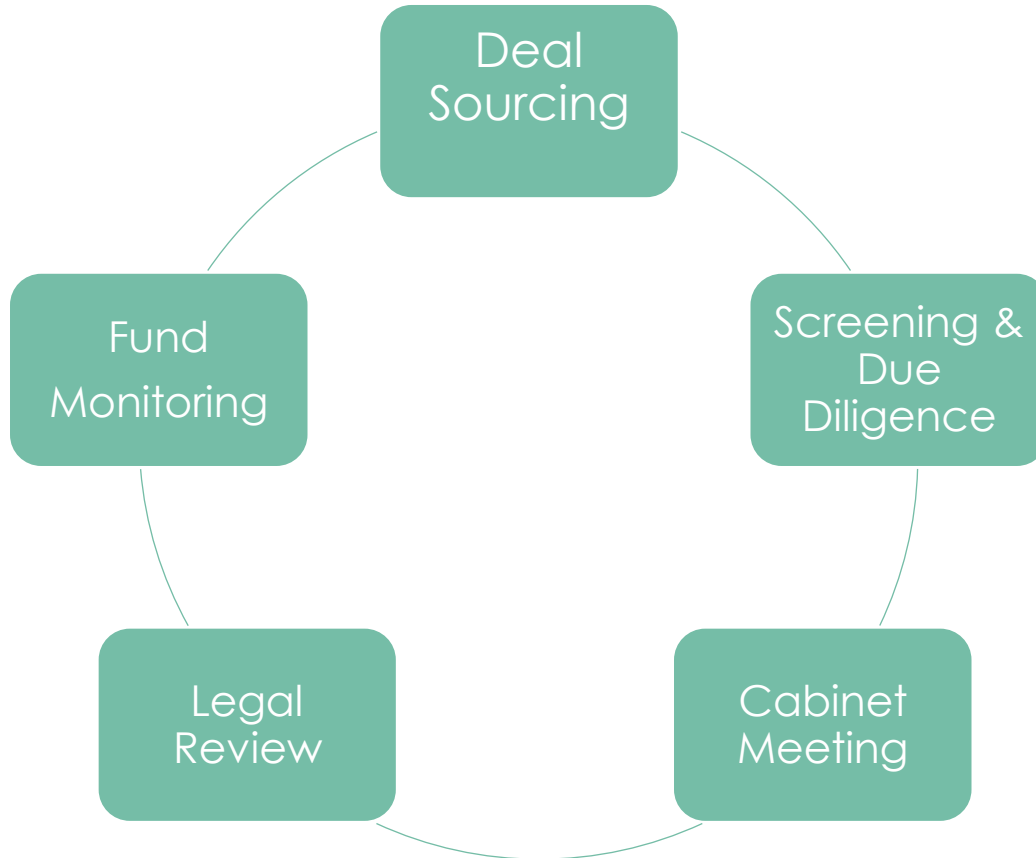 Deal
Sourcing
Screening &
Due
Diligence
Cabinet
Meeting
Legal
Review
Fund
Monitoring